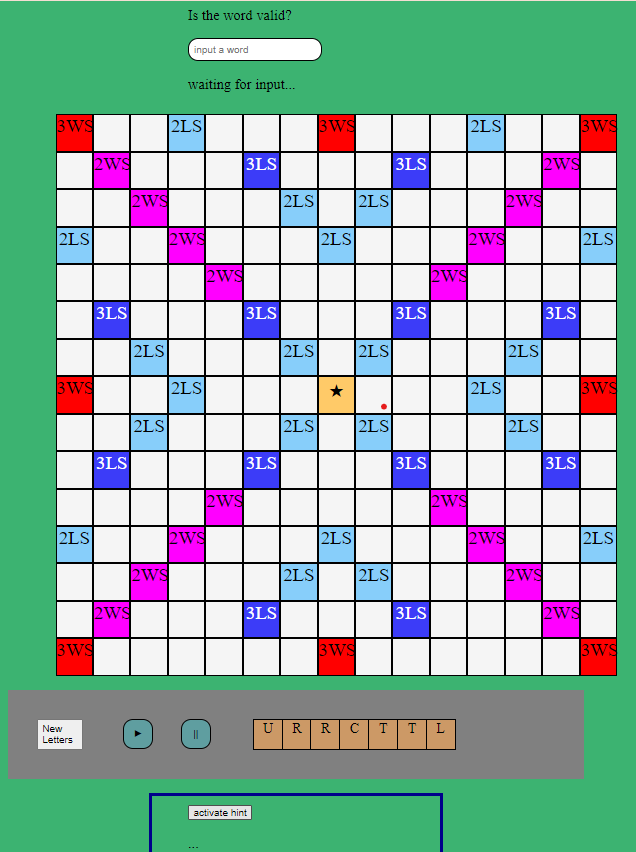 Is the word valid?
input a word
waiting for input...
3WS 2LS 3WS 2LS 3WS
2WS 3LS 3LS 2WS
2WS 2LS 2LS 2WS
2LS 2WS 2LS 2WS 2LS
2WS 2WS
3LS 3LS 3LS 3LS
2LS 2LS 2LS 2LS
3WS 2LS ★ 2LS 3WS
2LS 2LS 2LS 2LS
3LS 3LS 3LS 3LS
2WS 2WS
2LS 2WS 2LS 2WS 2LS
2WS 2LS 2LS 2WS
2WS 3LS 3LS 2WS
3WS 3WS 3WS
New
Letters
► || U R R C T T L
activate hint
...